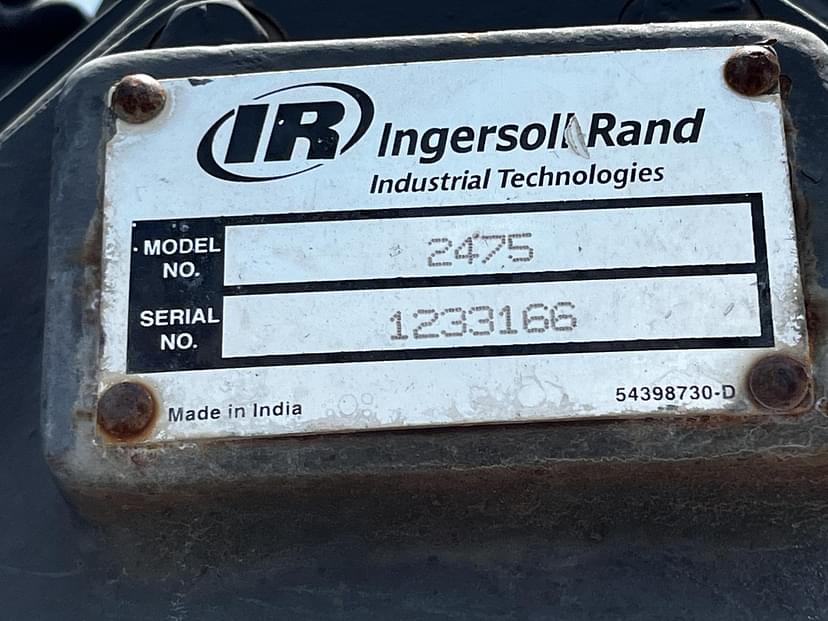 IR Ingersoll Rand
Industrial Technologies
MODEL NO. 2475
SERIAL NO. 1233166
Made in India 54398730-D